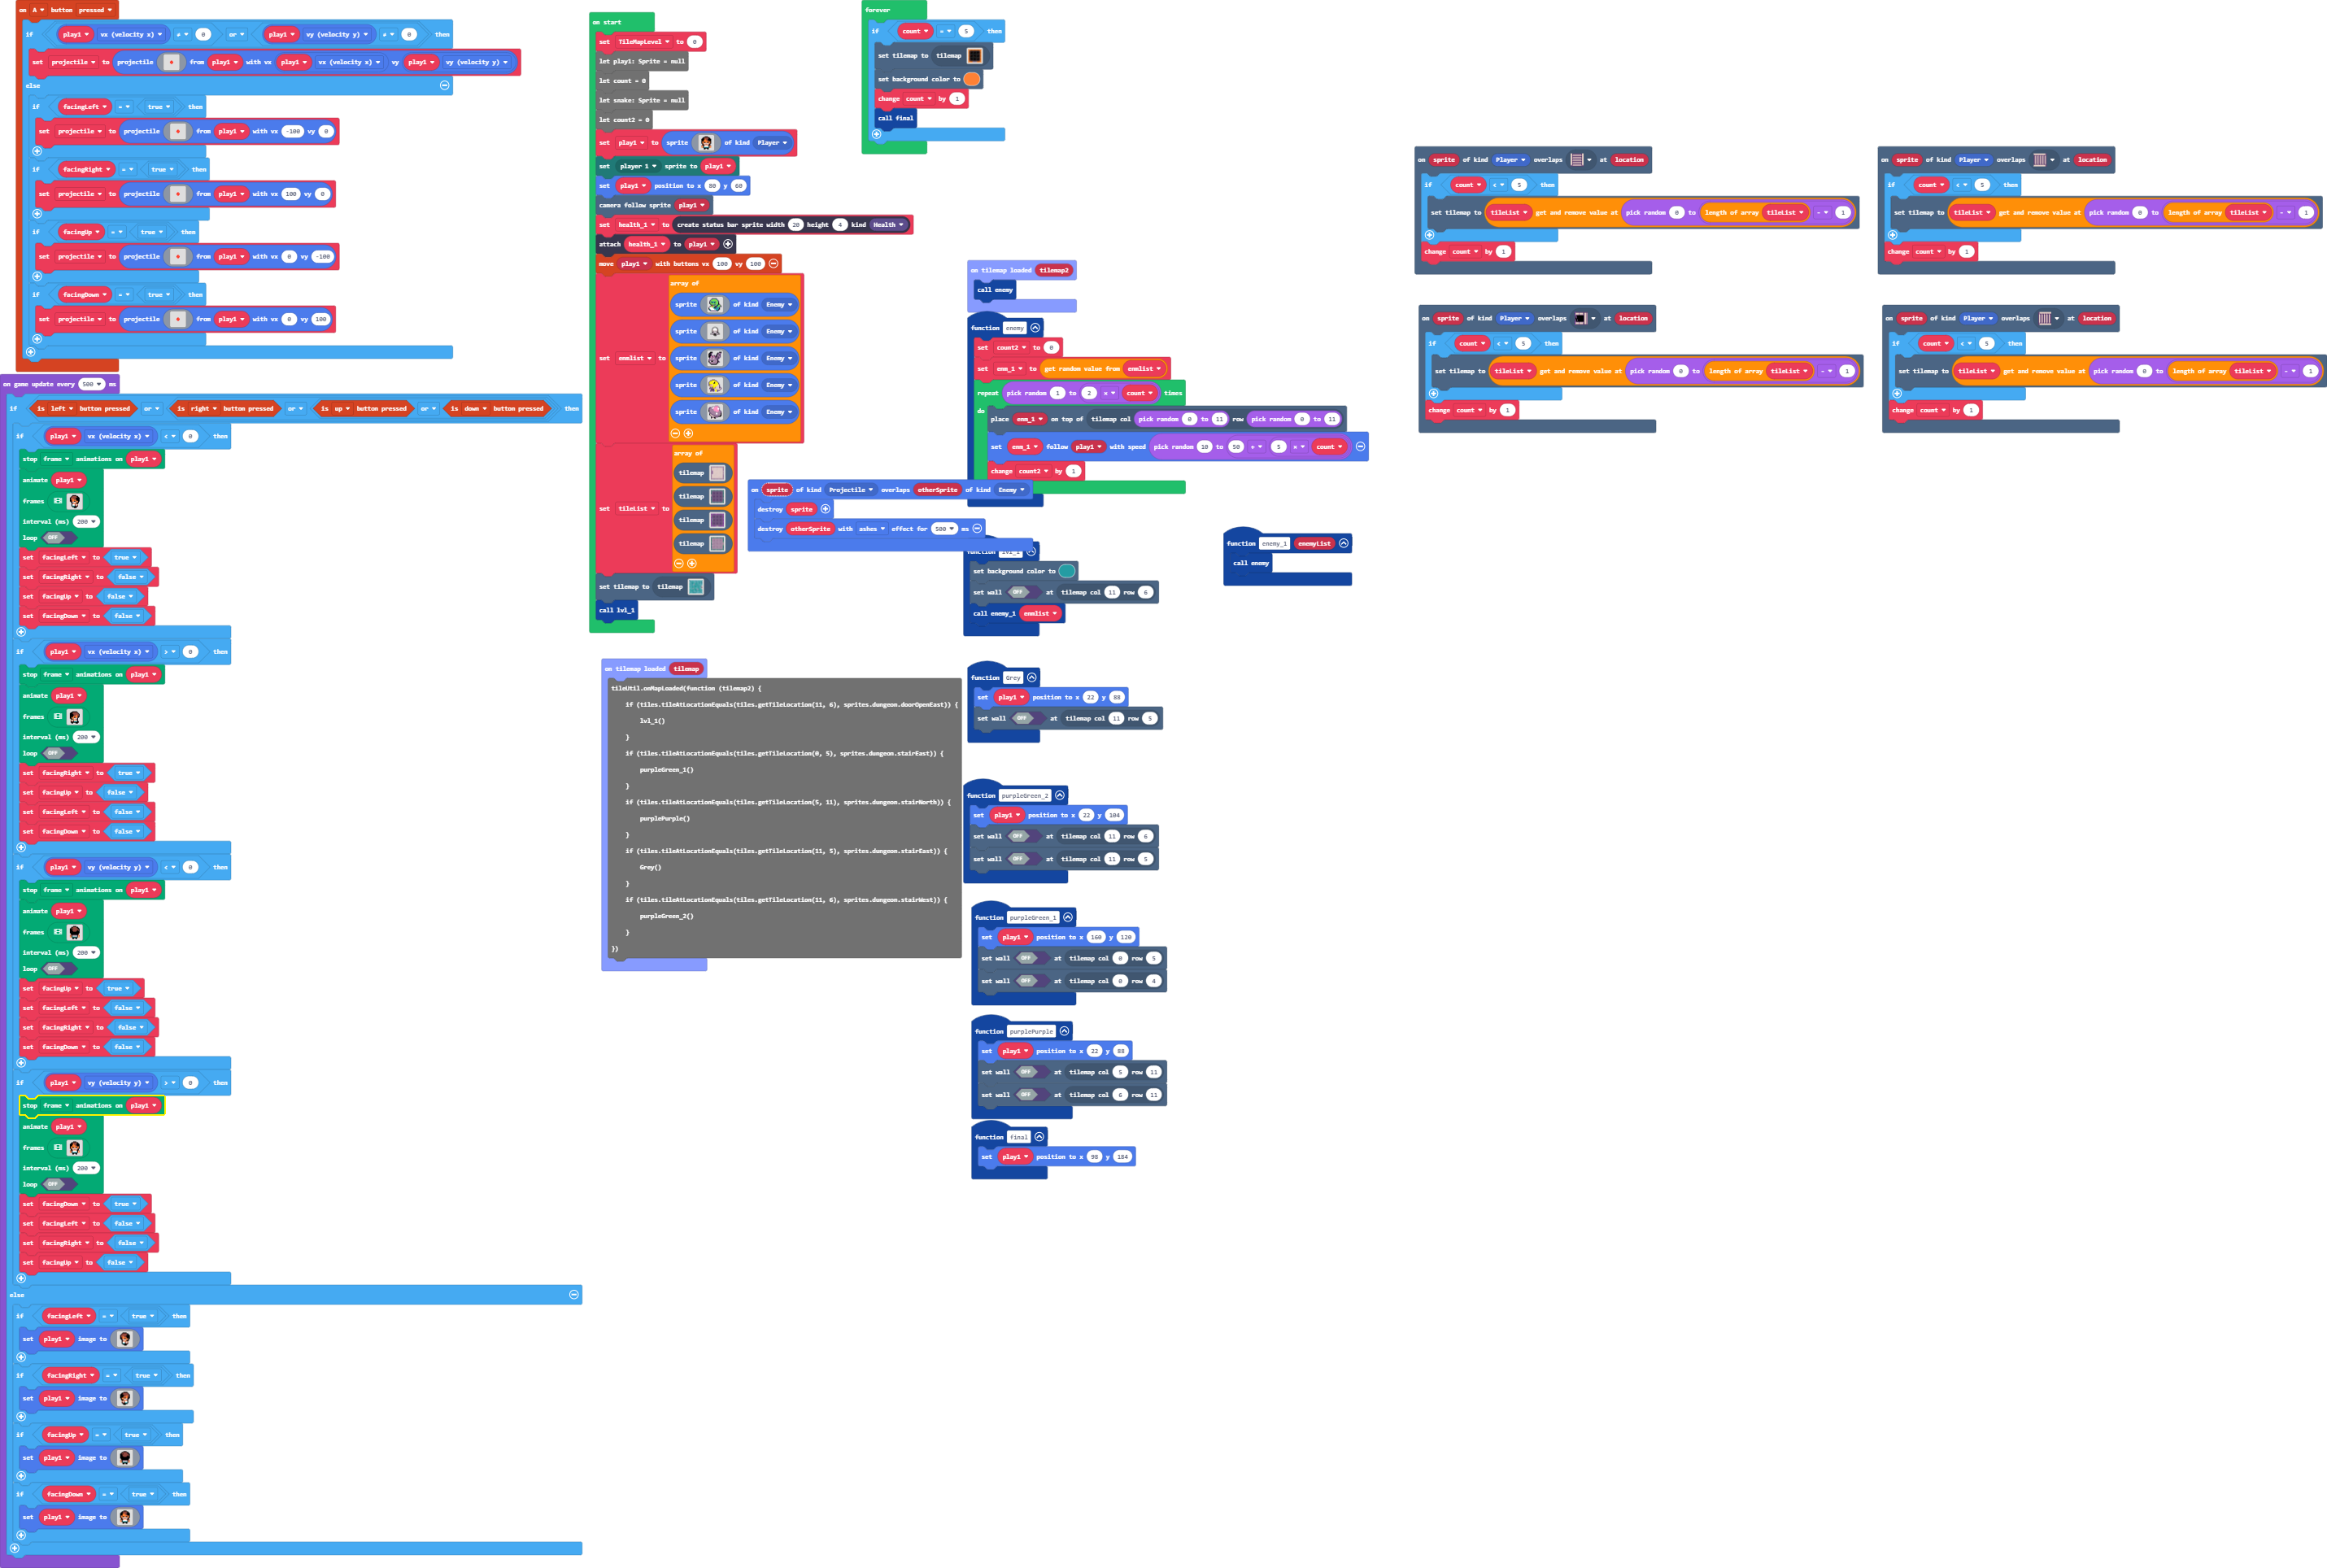 on A button pressed
if play1 vx (velocity x) ≠ 0 or play1 vy (velocity y) ≠ 0 then
set projectile to projectile from play1 with vx play1 vx (velocity x) vy play1 vy (velocity y)
else
if facingLeft = true then
set projectile to projectile from play1 with vx -100 vy 0
if facingRight = true then
set projectile to projectile from play1 with vx 100 vy 0
if facingUp = true then
set projectile to projectile from play1 with vx 0 vy -100
if facingDown = true then
set projectile to projectile from play1 with vx 0 vy 100
on game update every 500 ms
if is left button pressed or is right button pressed or is up button pressed or is down button pressed then
if play1 vx (velocity x) < 0 then
stop frame animations on play1
animate play1
frames
interval (ms) 200
loop OFF
set facingLeft to true
set facingRight to false
set facingUp to false
set facingDown to false
if play1 vx (velocity x) > 0 then
stop frame animations on play1
animate play1
frames
interval (ms) 200
loop OFF
set facingRight to true
set facingUp to false
set facingLeft to false
set facingDown to false
if play1 vy (velocity y) < 0 then
stop frame animations on play1
animate play1
frames
interval (ms) 200
loop OFF
set facingUp to true
set facingLeft to false
set facingRight to false
set facingDown to false
if play1 vy (velocity y) > 0 then
stop frame animations on play1
animate play1
frames
interval (ms) 200
loop OFF
set facingDown to true
set facingLeft to false
set facingRight to false
set facingUp to false
else
if facingLeft = true then
set play1 image to
if facingRight = true then
set play1 image to
if facingUp = true then
set play1 image to
if facingDown = true then
set play1 image to
on start
set TileMapLevel to 0
let play1: Sprite = null
let count = 0
let snake: Sprite = null
let count2 = 0
set play1 to sprite of kind Player
set player 1 sprite to play1
set play1 position to x 80 y 60
camera follow sprite play1
set health_1 to create status bar sprite width 20 height 4 kind Health
attach health_1 to play1
move play1 with buttons vx 100 vy 100
set enmlist to array of
sprite of kind Enemy
sprite of kind Enemy
sprite of kind Enemy
sprite of kind Enemy
sprite of kind Enemy
set tileList to array of
tilemap
tilemap
tilemap
tilemap
set tilemap to tilemap
call lvl_1
on tilemap loaded tilemap
tileUtil.onMapLoaded(function (tilemap2) {
if (tiles.tileAtLocationEquals(tiles.getTileLocation(11, 6), sprites.dungeon.doorOpenEast)) {
lvl_1()
}
if (tiles.tileAtLocationEquals(tiles.getTileLocation(0, 5), sprites.dungeon.stairEast)) {
purpleGreen_1()
}
if (tiles.tileAtLocationEquals(tiles.getTileLocation(5, 11), sprites.dungeon.stairNorth)) {
purplePurple()
}
if (tiles.tileAtLocationEquals(tiles.getTileLocation(11, 5), sprites.dungeon.stairEast)) {
Grey()
}
if (tiles.tileAtLocationEquals(tiles.getTileLocation(11, 6), sprites.dungeon.stairWest)) {
purpleGreen_2()
}
})
forever
if count = 5 then
set tilemap to tilemap
set background color to
change count by 1
call final
on tilemap loaded tilemap2
call enemy
function enemy
set count2 to 0
set enm_1 to get random value from enmlist
repeat pick random 1 to 2 × count times
do
place enm_1 on top of tilemap col pick random 0 to 11 row pick random 0 to 11
set enm_1 follow play1 with speed pick random 10 to 50 + 5 × count
change count2 by 1
on sprite of kind Projectile overlaps otherSprite of kind Enemy
destroy sprite
destroy otherSprite with ashes effect for 500 ms
function lvl_1
set background color to
set wall OFF at tilemap col 11 row 6
call enemy_1 enmlist
function enemy_1 enemyList
call enemy
function Grey
set play1 position to x 22 y 88
set wall OFF at tilemap col 11 row 5
function purpleGreen_2
set play1 position to x 22 y 104
set wall OFF at tilemap col 11 row 6
set wall OFF at tilemap col 11 row 5
function purpleGreen_1
set play1 position to x 160 y 120
set wall OFF at tilemap col 0 row 5
set wall OFF at tilemap col 0 row 4
function purplePurple
set play1 position to x 22 y 88
set wall OFF at tilemap col 5 row 11
set wall OFF at tilemap col 6 row 11
function final
set play1 position to x 98 y 184
on sprite of kind Player overlaps at location
if count < 5 then
set tilemap to tileList get and remove value at pick random 0 to length of array tileList - 1
change count by 1
on sprite of kind Player overlaps at location
if count < 5 then
set tilemap to tileList get and remove value at pick random 0 to length of array tileList - 1
change count by 1
on sprite of kind Player overlaps at location
if count < 5 then
set tilemap to tileList get and remove value at pick random 0 to length of array tileList - 1
change count by 1
on sprite of kind Player overlaps at location
if count < 5 then
set tilemap to tileList get and remove value at pick random 0 to length of array tileList - 1
change count by 1